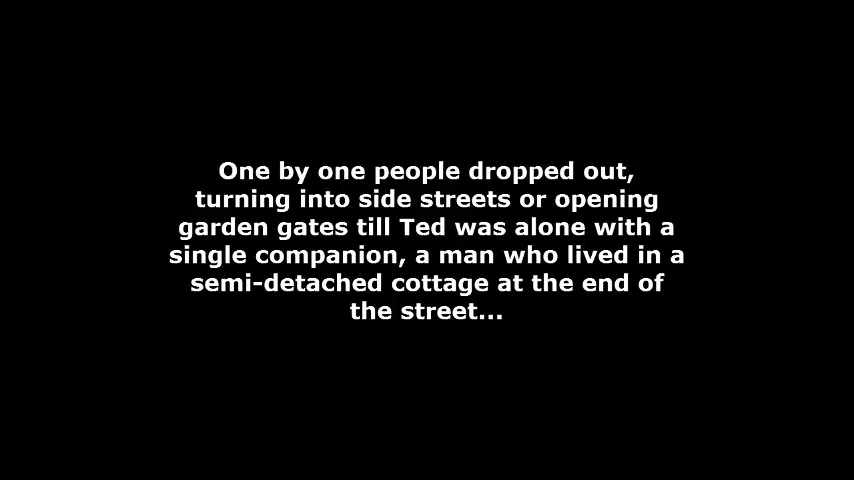 One by one people dropped out,
turning into side streets or opening
garden gates till Ted was alone with a
single companion, a man who lived in a
semi-detached cottage at the end of
the street...